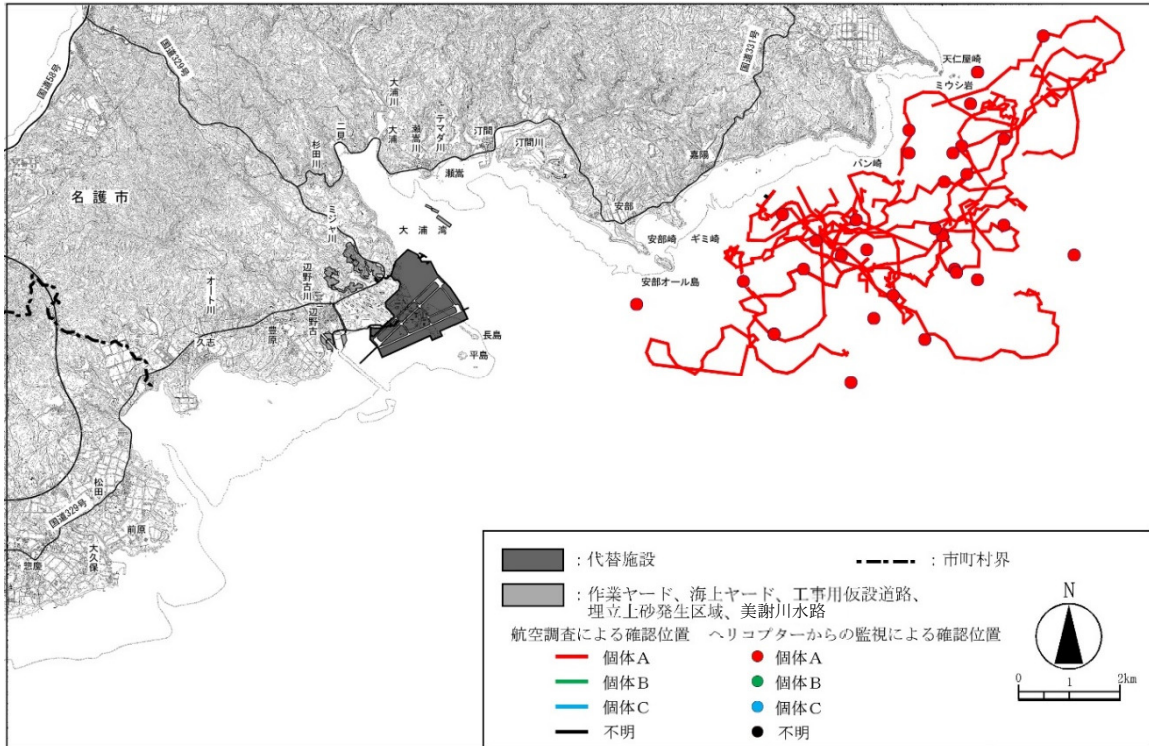 国道58号
国道329号
国道331号
天仁屋崎
ミウシ岩
大浦川
大浦
瀬嵩川
テマダ川
汀間
汀間川
二見
杉田川
瀬嵩
嘉陽
バン崎
名護市
ミジャ川
大浦湾
安部
安部崎
ギミ崎
安部オール島
辺野古川
辺野古
オート川
久志
豊原
長島
平島
松田
国道329号
前原
大久保
惣慶
:代替施設
:市町村界
:作業ヤード、海上ヤード、工事用仮設道路、
埋立土砂発生区域、美謝川水路
航空調査による確認位置 ヘリコプターからの監視による確認位置
個体A 個体A
個体B 個体B
個体C 個体C
不明 不明
N
0 1 2km